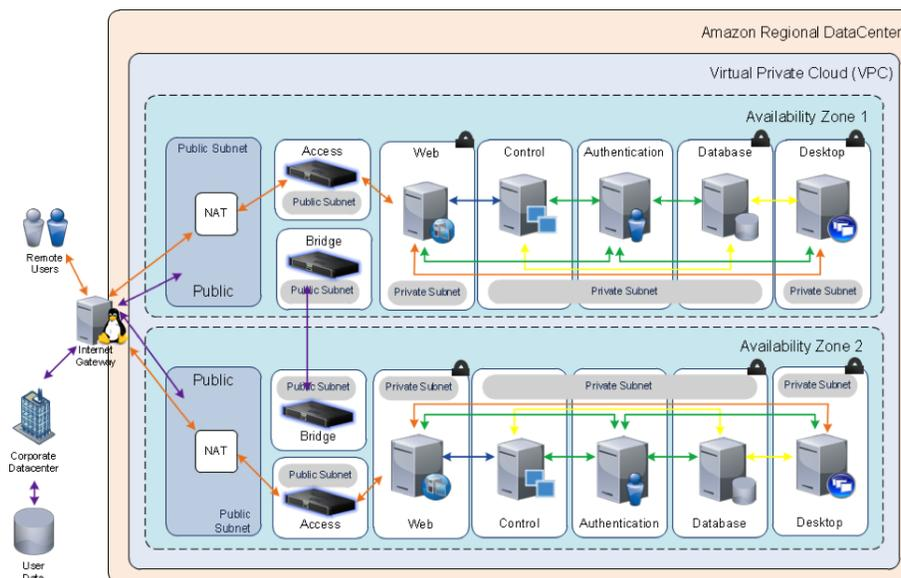 Amazon Regional DataCenter
Virtual Private Cloud (VPC)
Availability Zone 1
Public Subnet
NAT
Public
Access
Public Subnet
Bridge
Public Subnet
Web
Private Subnet
Control
Authentication
Database
Private Subnet
Desktop
Private Subnet
Remote
Users
Internet
Gateway
Corporate
Datacenter
User
Data
Availability Zone 2
Public
NAT
Public
Subnet
Public Subnet
Bridge
Public Subnet
Access
Private Subnet
Web
Private Subnet
Control
Authentication
Database
Private Subnet
Desktop